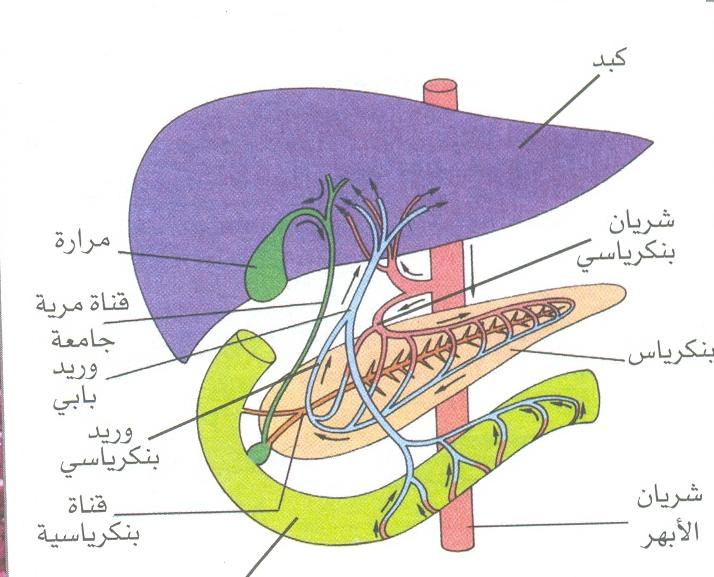 كبد
شريان
بنكرياسي
مرارة
قناة مرية
جامعة
وريد
بابي
بنكرياس
وريد
بنكرياسي
قناة
بنكرياسية
شريان
الأبهر